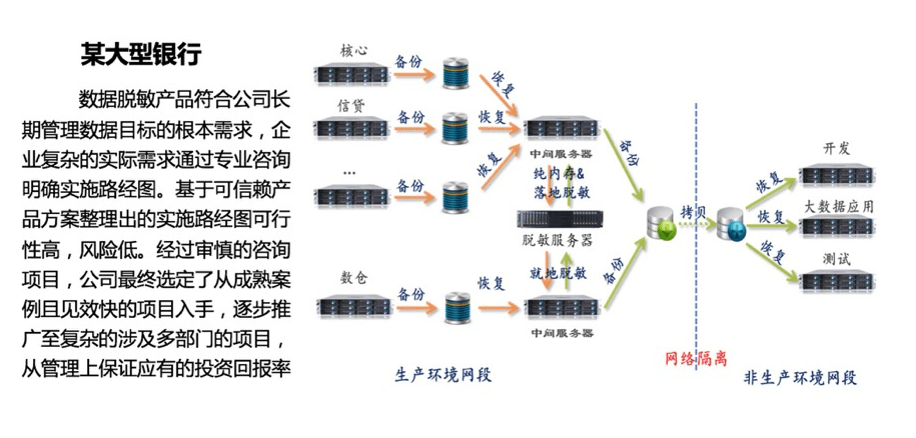 某大型银行
数据脱敏产品符合公司长
期管理数据目标的根本需求，企
业复杂的实际需求通过专业咨询
明确实施路经图。基于可信赖产
品方案整理出的实施路经图可行
性高，风险低。经过审慎的咨询
项目，公司最终选定了从成熟案
例且见效快的项目入手，逐步推
广至复杂的涉及多部门的项目，
从管理上保证应有的投资回报率
核心
备份
恢复
信贷
备份
恢复
...
备份
恢复
数仓
备份
恢复
中间服务器
纯内存&
落地脱敏
脱敏服务器
就地脱敏
中间服务器
备份
备份
拷贝
恢复
开发
恢复
大数据应用
恢复
测试
网络隔离
生产环境网段
非生产环境网段